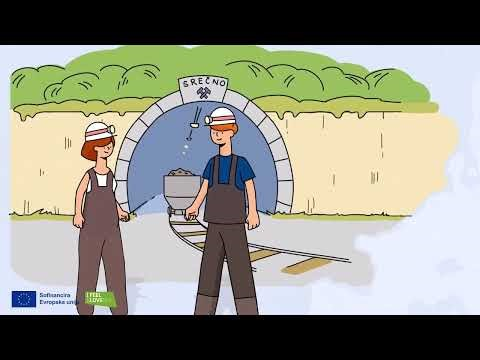 SREČNO
Sofinancira
Evropska unija
I FEEL
SLOVENIA